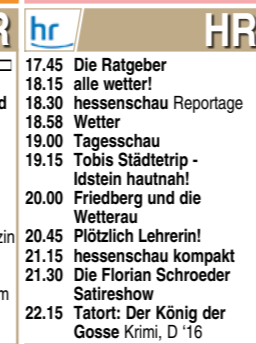 R
hr
HR
17.45 Die Ratgeber
18.15 alle wetter!
18.30 hessenschau Reportage
18.58 Wetter
19.00 Tagesschau
19.15 Tobis Städtetrip -
Idstein hautnah!
20.00 Friedberg und die
Wetterau
20.45 Plötzlich Lehrerin!
21.15 hessenschau kompakt
21.30 Die Florian Schroeder
Satireshow
22.15 Tatort: Der König der
Gosse Krimi, D ‘16